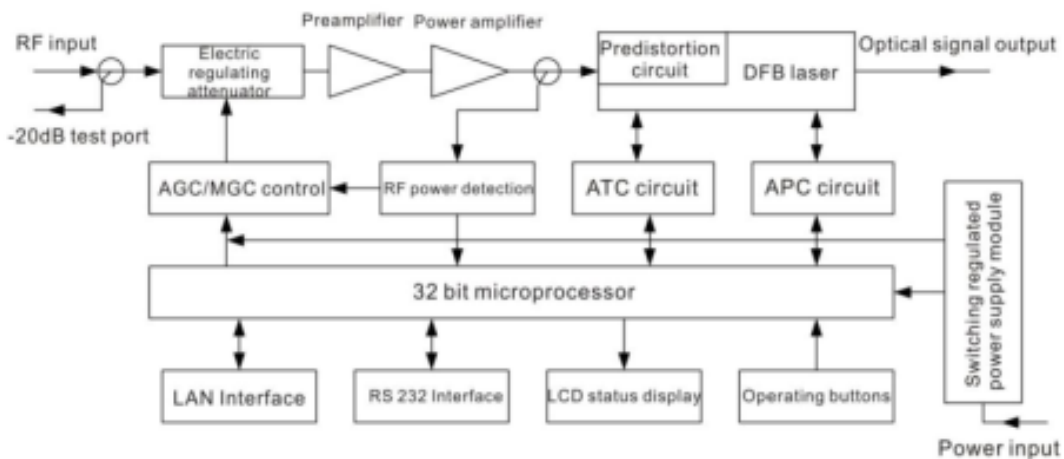 Preamplifier
Power amplifier
RF input
Electric
regulating
attenuator
Predistortion
circuit
DFB laser
Optical signal output
-20dB test port
AGC/MGC control
RF power detection
ATC circuit
APC circuit
Switching regulated
power supply module
32 bit microprocessor
LAN Interface
RS 232 Interface
LCD status display
Operating buttons
Power input